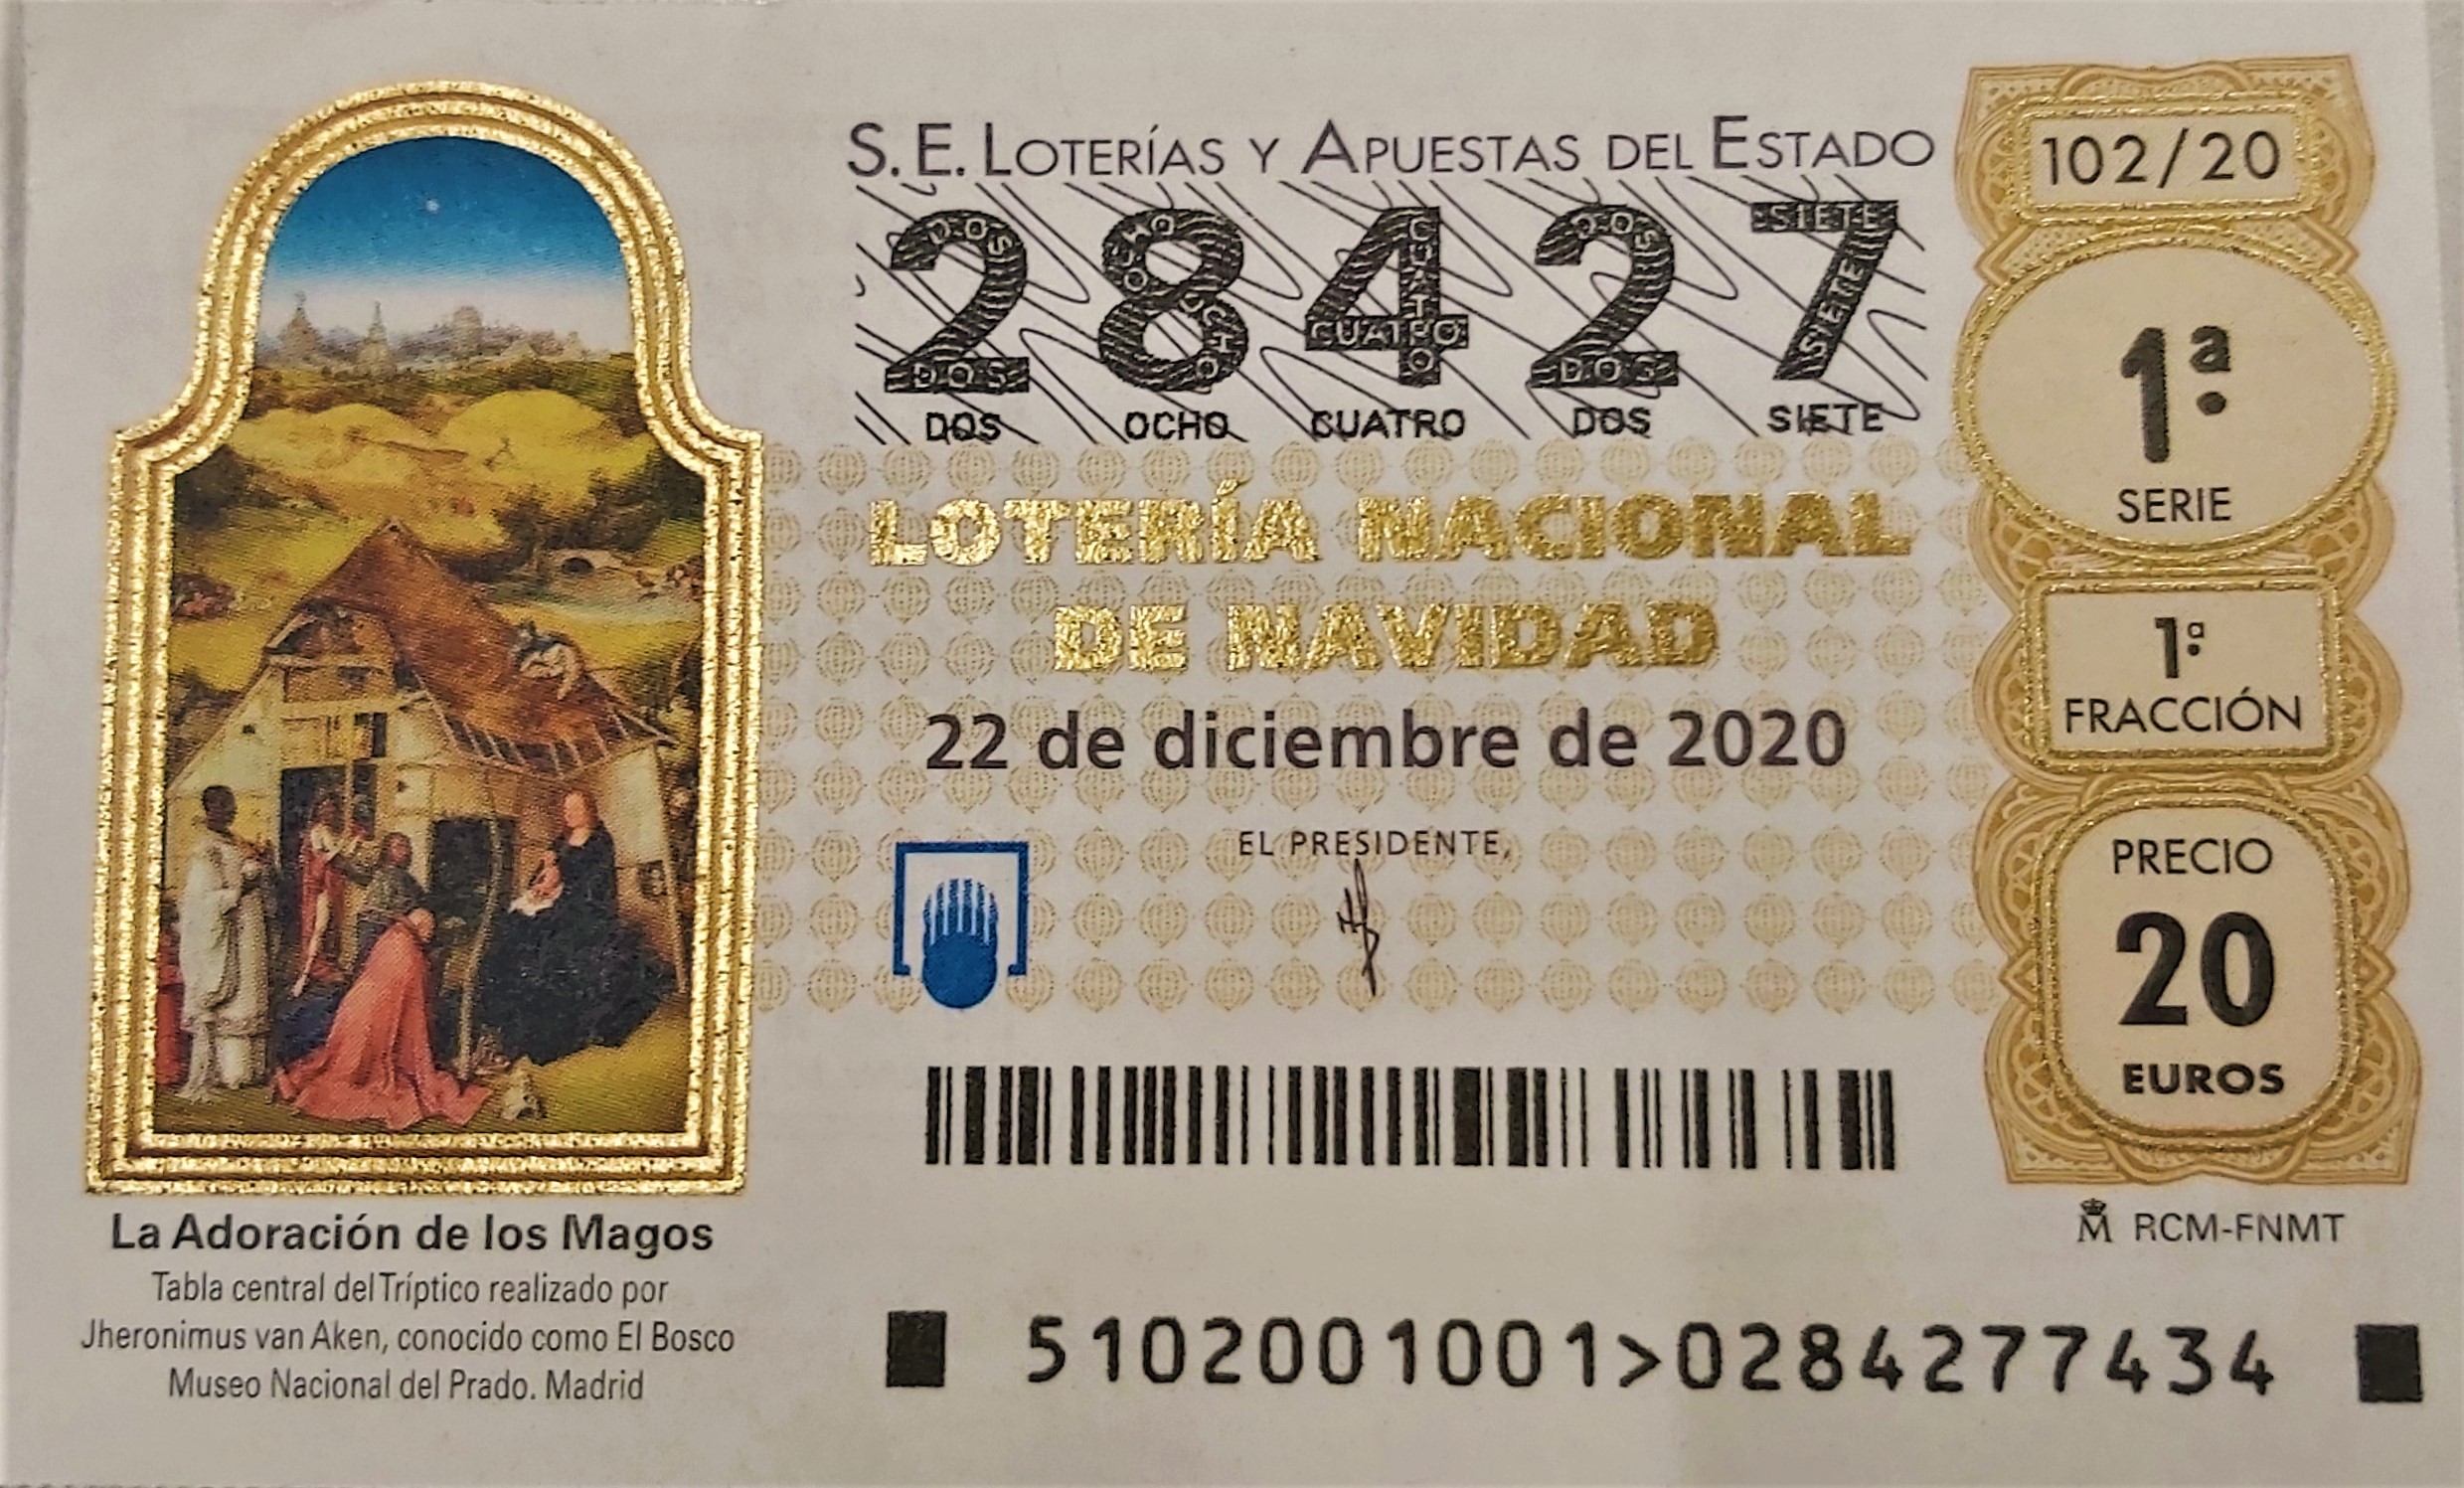 S.E. LOTERÍAS Y APUESTAS DEL ESTADO
28427
DOS OCHO CUATRO DOS SIETE
LOTERÍA NACIONAL
DE NAVIDAD
22 de diciembre de 2020
EL PRESIDENTE,
102/20
1ª
SERIE
1ª
FRACCIÓN
PRECIO
20
EUROS
RCM-FNMT
La Adoración de los Magos
Tabla central del Tríptico realizado por
Jheronimus van Aken, conocido como El Bosco
Museo Nacional del Prado. Madrid
5102001001>0284277434